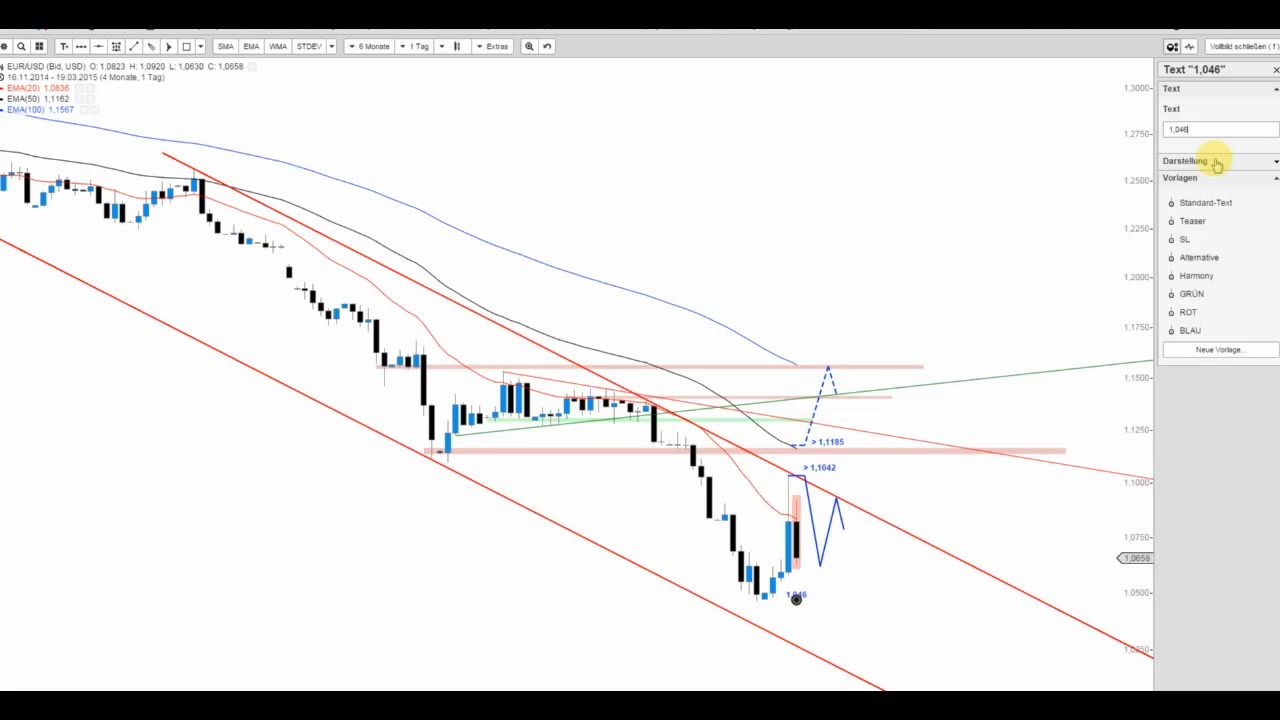 SMA EMA WMA STDEV 6 Monate 1 Tag Extras Vollbild schließen ( f )
EUR/USD (Bid, USD) O: 1,0823 H: 1,0920 L: 1,0630 C: 1,0658
16.11.2014 - 19.03.2015 (4 Monate, 1 Tag)
EMA(20) 1,0836
EMA(50) 1,1162
EMA(100) 1,1567
1,3000
1,2750
1,2500
1,2250
1,2000
1,1750
1,1500
1,1250
1,1000
1,0750
1,0658
1,0500
1,0250
> 1,1185
> 1,1042
1,046
Text "1,046"
Text
Text
1,046
Darstellung
Vorlagen
Standard-Text
Teaser
SL
Alternative
Harmony
GRÜN
ROT
BLAU
Neue Vorlage...